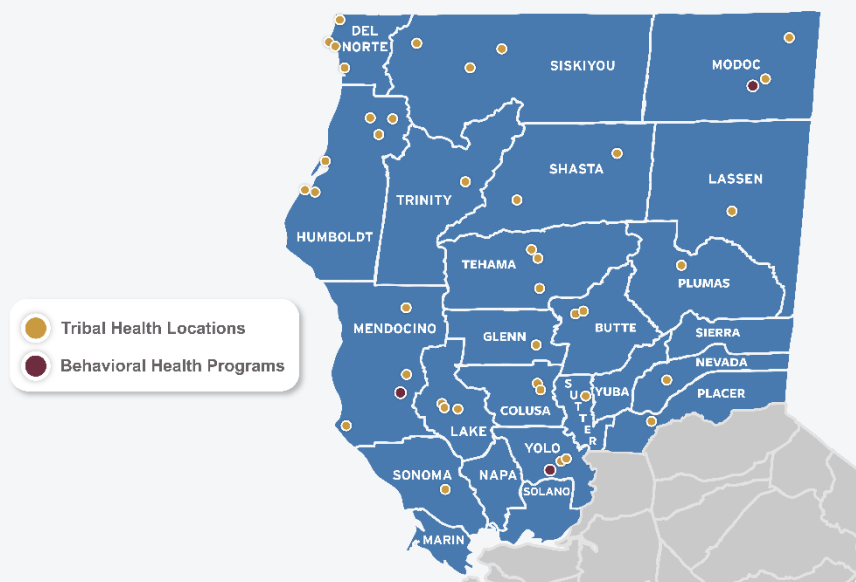 DEL
NORTE
SISKIYOU
MODOC
SHASTA
LASSEN
TRINITY
HUMBOLDT
TEHAMA
PLUMAS
MENDOCINO
GLENN
BUTTE
SIERRA
NEVADA
PLACER
YUBA
SUTTER
COLUSA
LAKE
YOLO
SONOMA
NAPA
SOLANO
MARIN
Tribal Health Locations
Behavioral Health Programs